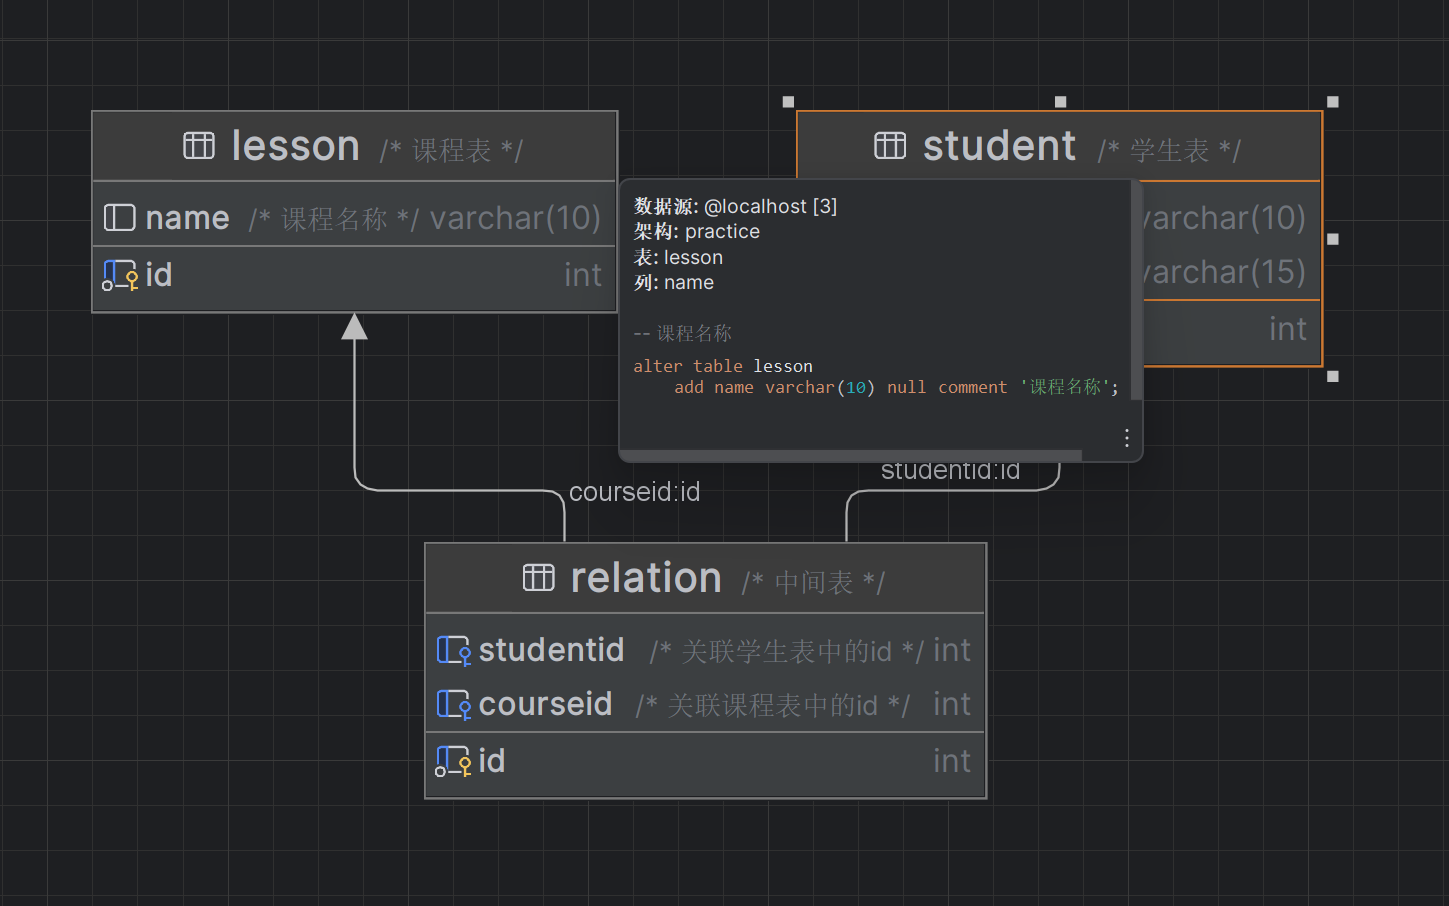 lesson /* 课程表 */
name /* 课程名称 */ varchar(10)
id int
student /* 学生表 */
varchar(10)
varchar(15)
int
数据源: @localhost [3]
架构: practice
表: lesson
列: name
-- 课程名称
alter table lesson
add name varchar(10) null comment '课程名称';
courseid:id
studentid:id
relation /* 中间表 */
studentid /* 关联学生表中的id */ int
courseid /* 关联课程表中的id */ int
id int